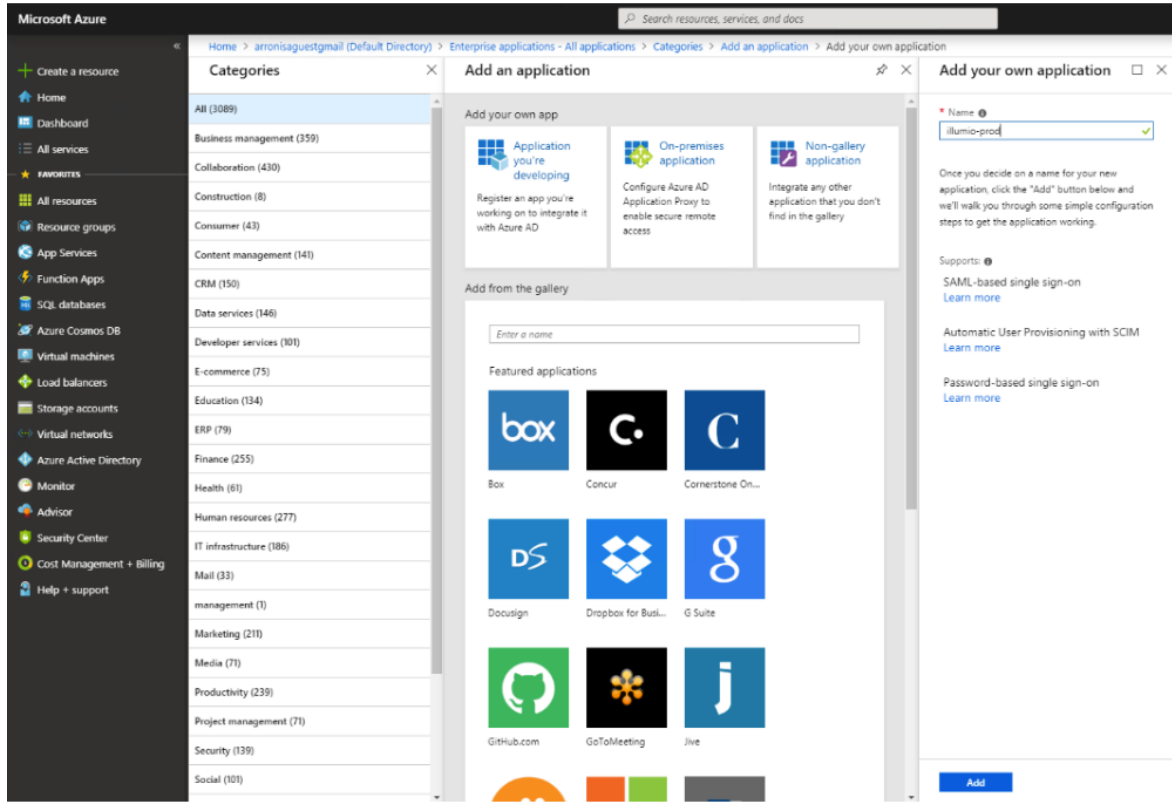 Microsoft Azure
Search resources, services, and docs
Home > arronisaguestgmail (Default Directory) > Enterprise applications - All applications > Categories > Add an application > Add your own application
Create a resource
Home
Dashboard
All services
FAVORITES
All resources
Resource groups
App Services
Function Apps
SQL databases
Azure Cosmos DB
Virtual machines
Load balancers
Storage accounts
Virtual networks
Azure Active Directory
Monitor
Advisor
Security Center
Cost Management + Billing
Help + support
Categories
All (3089)
Business management (359)
Collaboration (430)
Construction (8)
Consumer (43)
Content management (141)
CRM (150)
Data services (146)
Developer services (101)
E-commerce (75)
Education (134)
ERP (79)
Finance (255)
Health (61)
Human resources (277)
IT infrastructure (186)
Mail (33)
management (1)
Marketing (211)
Media (71)
Productivity (239)
Project management (71)
Security (139)
Social (101)
Add an application
Add your own app
Application
you're
developing
Register an app you're
working on to integrate it
with Azure AD
On-premises
application
Configure Azure AD
Application Proxy to
enable secure remote
access
Non-gallery
application
Integrate any other
application that you don't
find in the gallery
Add from the gallery
Enter a name
Featured applications
box
Box
C.
Concur
C
Cornerstone On...
DS
Docusign
Dropbox for Busi...
g
G Suite
GitHub.com
GoToMeeting
j
Jive
Add your own application
* Name
illumio-prod
Once you decide on a name for your new
application, click the "Add" button below and
we'll walk you through some simple configuration
steps to get the application working.
Supports:
SAML-based single sign-on
Learn more
Automatic User Provisioning with SCIM
Learn more
Password-based single sign-on
Learn more
Add